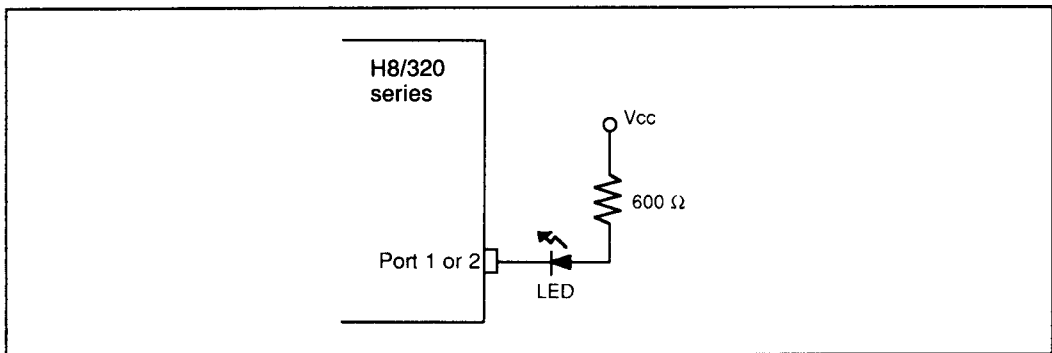 H8/320
series
Vcc
600 Ω
Port 1 or 2
LED